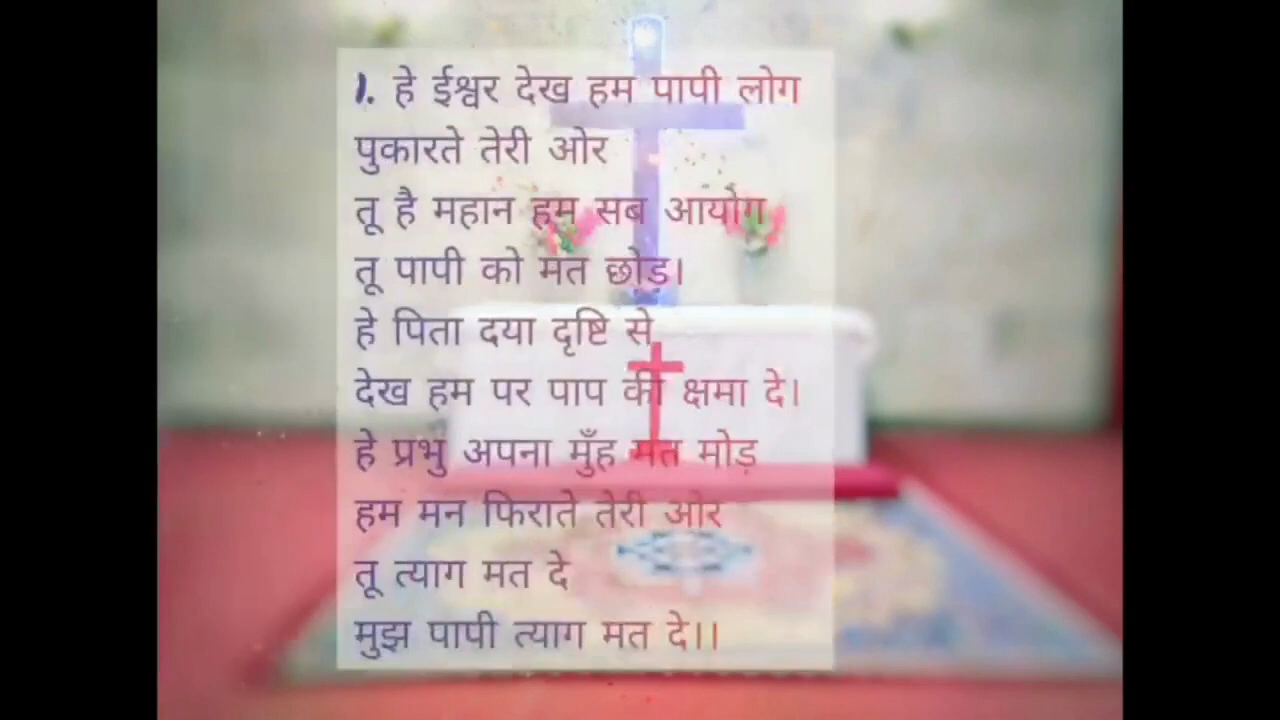 1. हे ईश्वर देख हम पापी लोग
पुकारते तेरी ओर
तू है महान हम सब आयोग
तू पापी को मत छोड़।
हे पिता दया दृष्टि से
देख हम पर पाप की क्षमा दे।
हे प्रभु अपना मुँह मत मोड़
हम मन फिराते तेरी ओर
तू त्याग मत दे
मुझ पापी त्याग मत दे।।